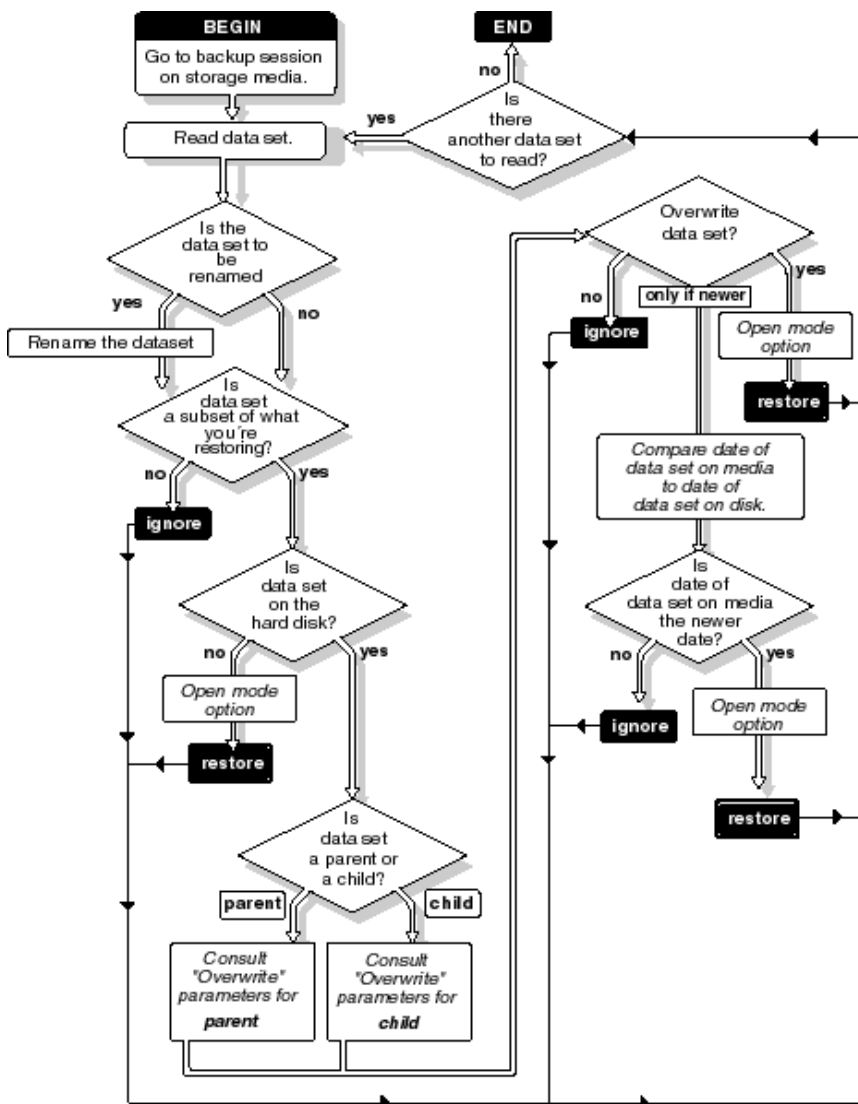 BEGIN
Go to backup session
on storage media.
END
no
Is
there
another data set
to read?
yes
Read data set.
Is the
data set to
be
renamed
yes
no
Rename the dataset
Is
data set
a subset of what
you´re
restoring?
no
yes
ignore
Is
data set
on the
hard disk?
no
yes
Open mode
option
restore
Is
data set
a parent or
a child?
parent
child
Consult
"Overwrite"
parameters for
parent
Consult
"Overwrite"
parameters for
child
Overwrite
data set?
no
only if newer
yes
ignore
Open mode
option
restore
Compare date of
data set on media
to date of
data set on disk.
Is
date of
data set on media
the newer
date?
no
yes
ignore
Open mode
option
restore